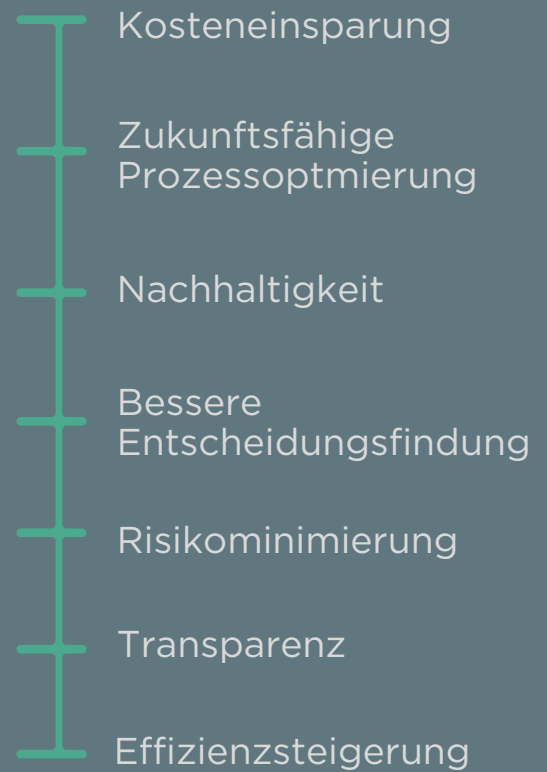 Kosteneinsparung
Zukunftsfähige
Prozessoptmierung
Nachhaltigkeit
Bessere
Entscheidungsfindung
Risikominimierung
Transparenz
Effizienzsteigerung